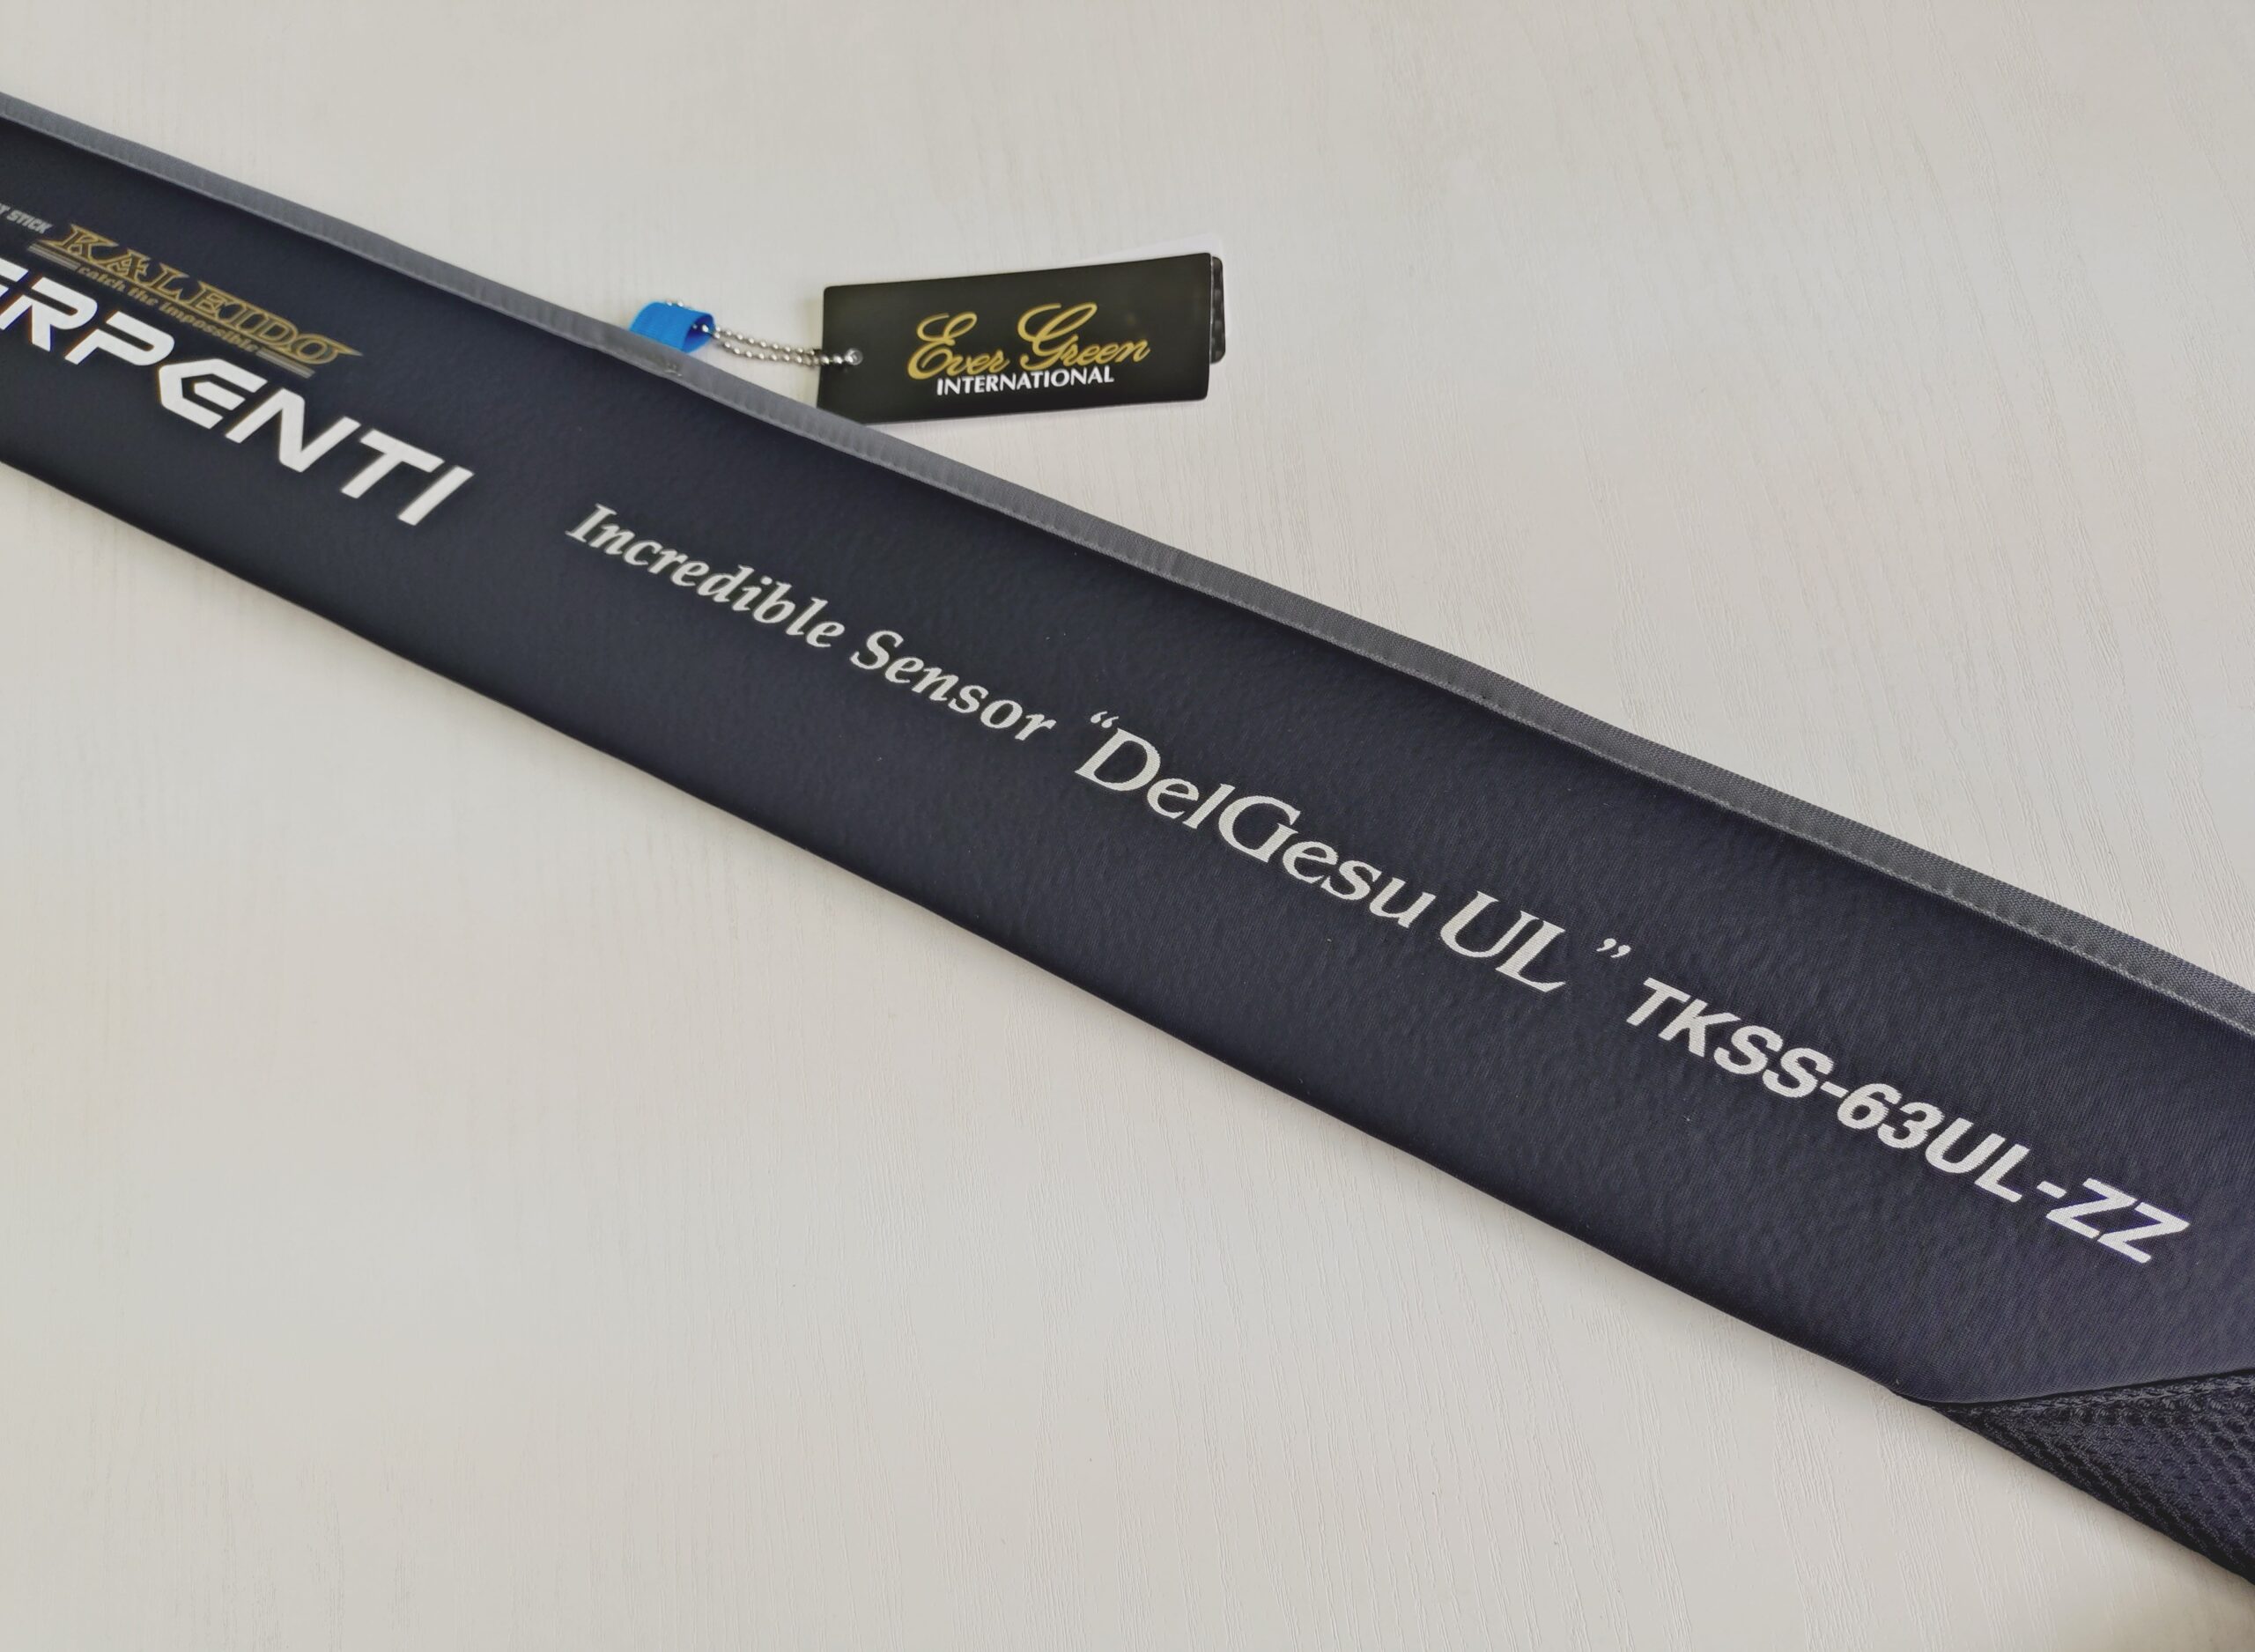 STICK
KALEIDO
catch the impossible
ERPENTI
Ever Green
INTERNATIONAL
Incredible Sensor “DelGesu UL” TKSS-63UL-ZZ